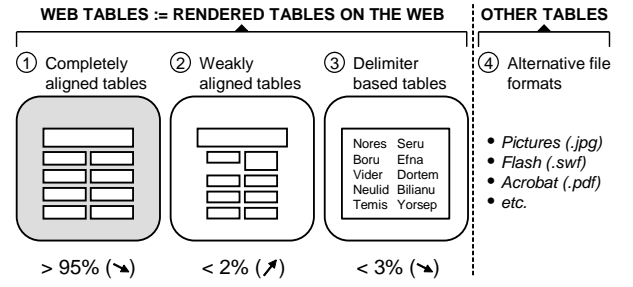 WEB TABLES := RENDERED TABLES ON THE WEB
OTHER TABLES
1 Completely
aligned tables
2 Weakly
aligned tables
3 Delimiter
based tables
4 Alternative file
formats
Nores Seru
Boru Efna
Vider Dortem
Neulid Bilianu
Temis Yorsep
• Pictures (.jpg)
• Flash (.swf)
• Acrobat (.pdf)
• etc.
> 95% (➘)
< 2% (➚)
< 3% (➘)